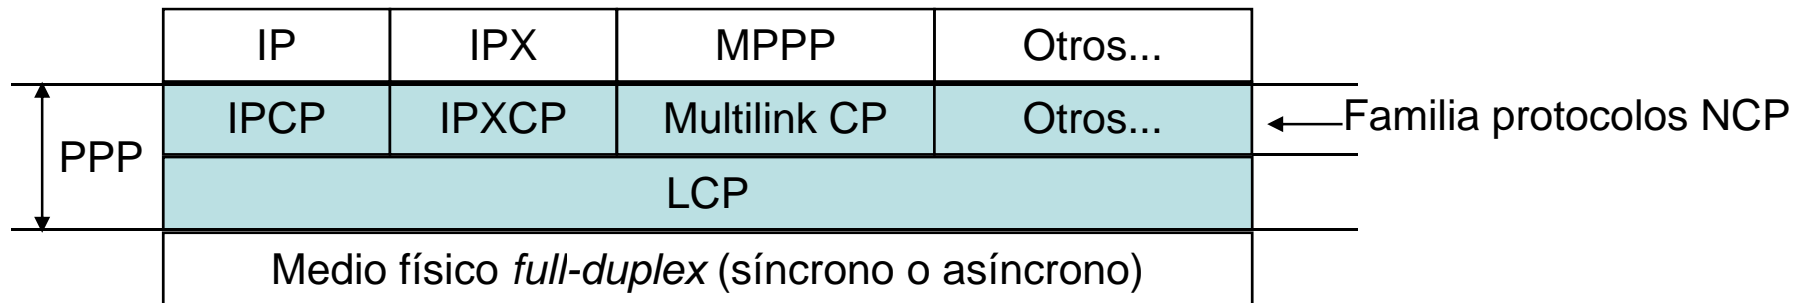 IP IPX MPPP Otros...
IPCP IPXCP Multilink CP Otros... Familia protocolos NCP
PPP
LCP
Medio físico full-duplex (síncrono o asíncrono)